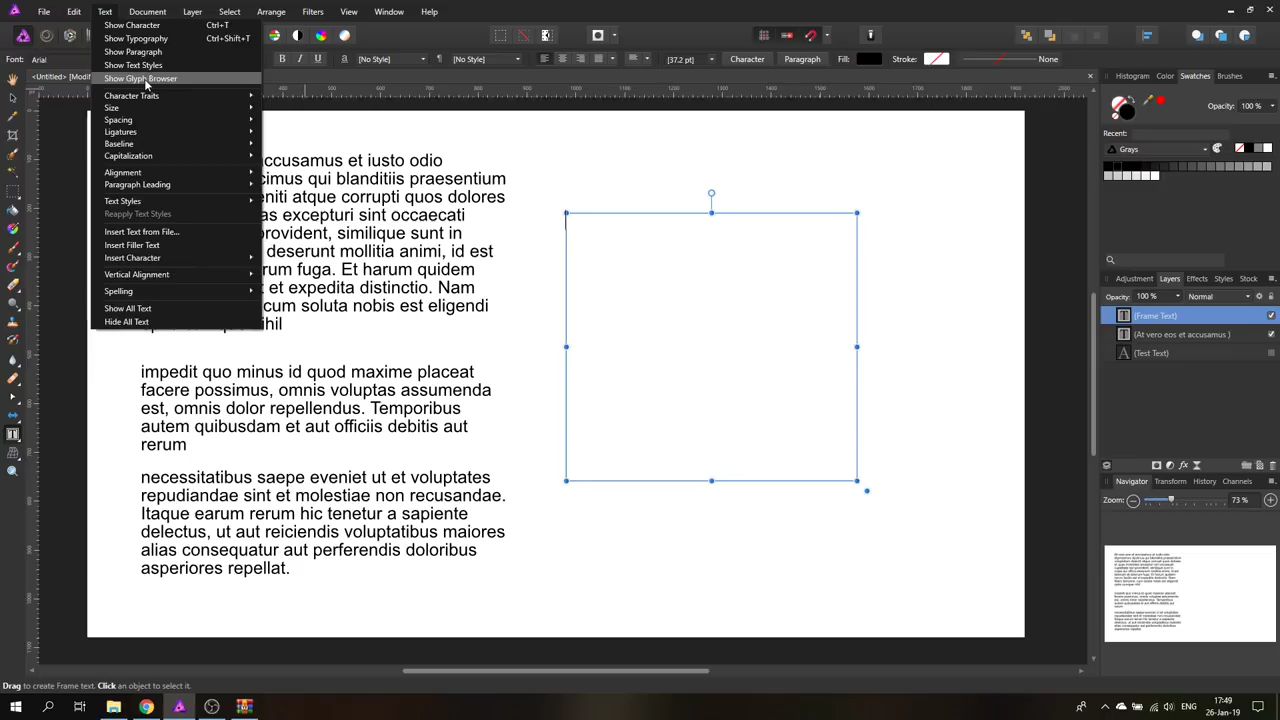 File Edit Text Document Layer Select Arrange Filters View Window Help
Font: Arial
[No Style] [No Style] [37.2 pt] Character Paragraph Fill: Stroke: None
<Untitled> [Modi
Show Character Ctrl+T
Show Typography Ctrl+Shift+T
Show Paragraph
Show Text Styles
Show Glyph Browser
Character Traits
Size
Spacing
Ligatures
Baseline
Capitalization
Alignment
Paragraph Leading
Text Styles
Reapply Text Styles
Insert Text from File...
Insert Filler Text
Insert Character
Vertical Alignment
Spelling
Show All Text
Hide All Text
accusamus et iusto odio
cimus qui blanditiis praesentium
eniti atque corrupti quos dolores
as excepturi sint occaecati
provident, similique sunt in
deserunt mollitia animi, id est
rum fuga. Et harum quidem
et expedita distinctio. Nam
cum soluta nobis est eligendi
impedit quo minus id quod maxime placeat
facere possimus, omnis voluptas assumenda
est, omnis dolor repellendus. Temporibus
autem quibusdam et aut officiis debitis aut
rerum
necessitatibus saepe eveniet ut et voluptates
repudiandae sint et molestiae non recusandae.
Itaque earum rerum hic tenetur a sapiente
delectus, ut aut reiciendis voluptatibus maiores
alias consequatur aut perferendis doloribus
asperiores repellat.
Histogram Color Swatches Brushes
Opacity: 100 %
Recent:
Grays
Adjustment Layers Effects Styles Stock
Opacity: 100 % Normal
(Frame Text)
(At vero eos et accusamus )
(Test Text)
Navigator Transform History Channels
Zoom: 73 %
Drag to create Frame text. Click an object to select it.
17:49
26-Jan-19